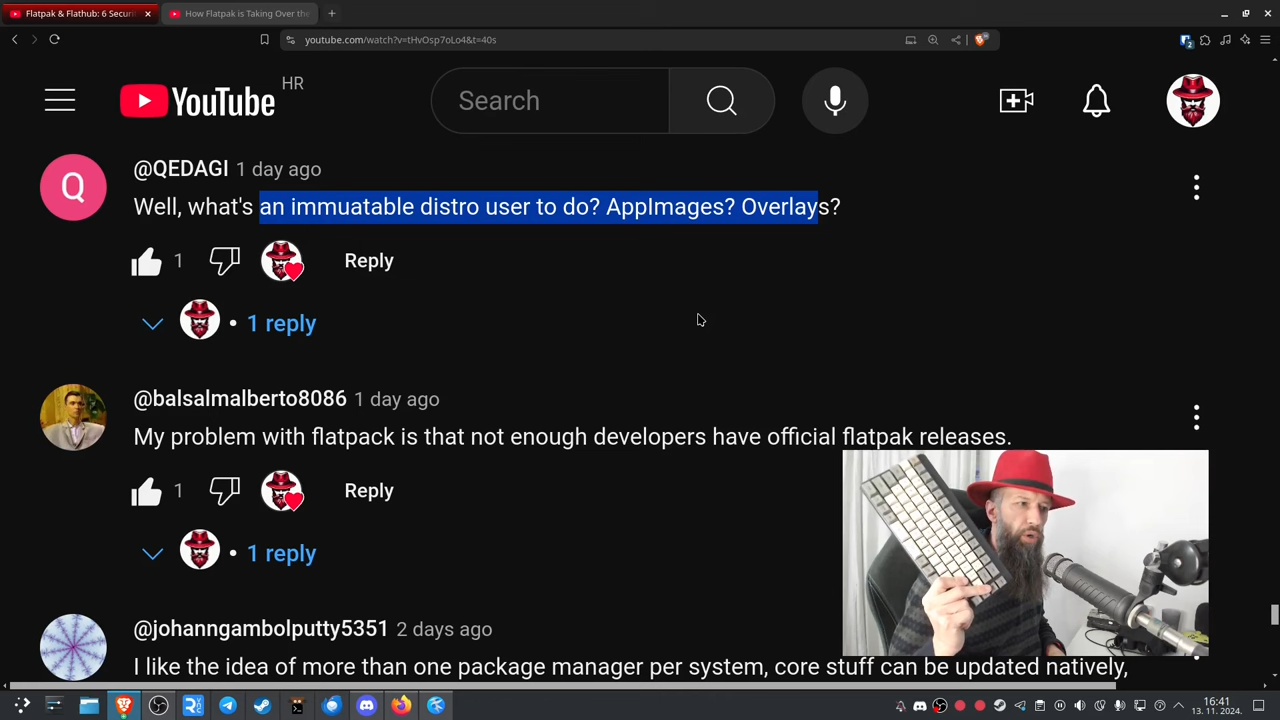 Flatpak & Flathub: 6 Securi
How Flatpak is Taking Over the
youtube.com/watch?v=tHvOsp7oLo4&t=40s
2
YouTube
HR
Search
@QEDAGI 1 day ago
Q
Well, what's an immuatable distro user to do? AppImages? Overlays?
1
Reply
1 reply
@balsalmalberto8086 1 day ago
My problem with flatpack is that not enough developers have official flatpak releases.
1
Reply
1 reply
@johanngambolputty5351 2 days ago
I like the idea of more than one package manager per system, core stuff can be updated natively,
16:41
13. 11. 2024.